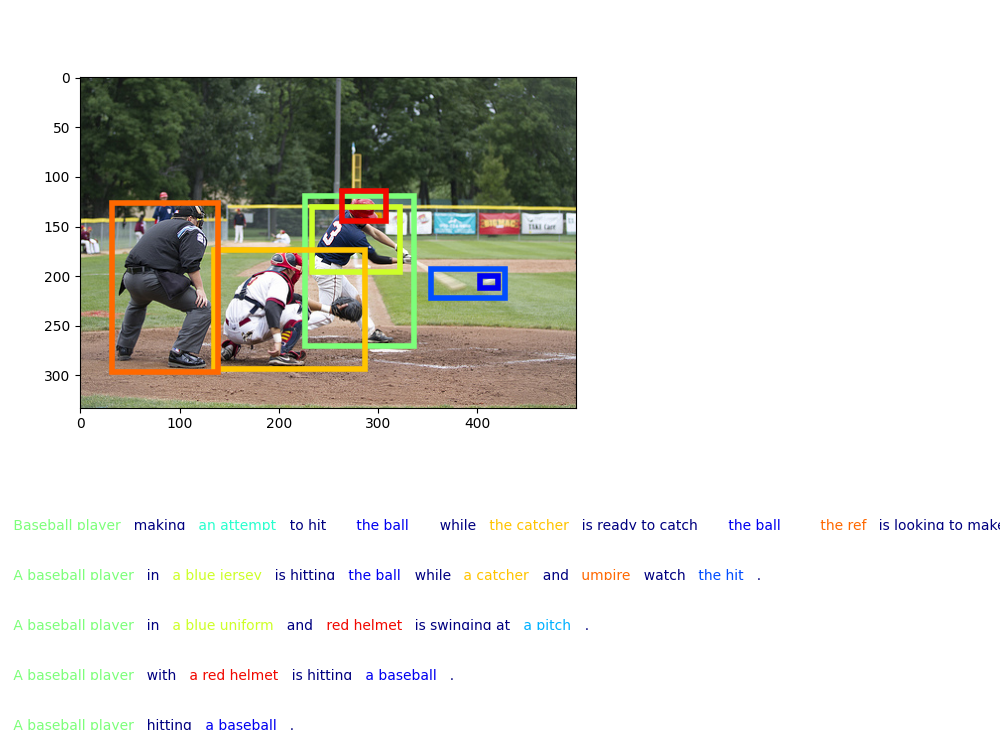 0
50
100
150
200
250
300
0 100 200 300 400
3
TAKE CARE
Baseball player making an attempt to hit the ball while the catcher is ready to catch the ball the ref is looking to make
A baseball player in a blue jersey is hitting the ball while a catcher and umpire watch the hit .
A baseball player in a blue uniform and red helmet is swinging at a pitch .
A baseball player with a red helmet is hitting a baseball .
A baseball player hitting a baseball .